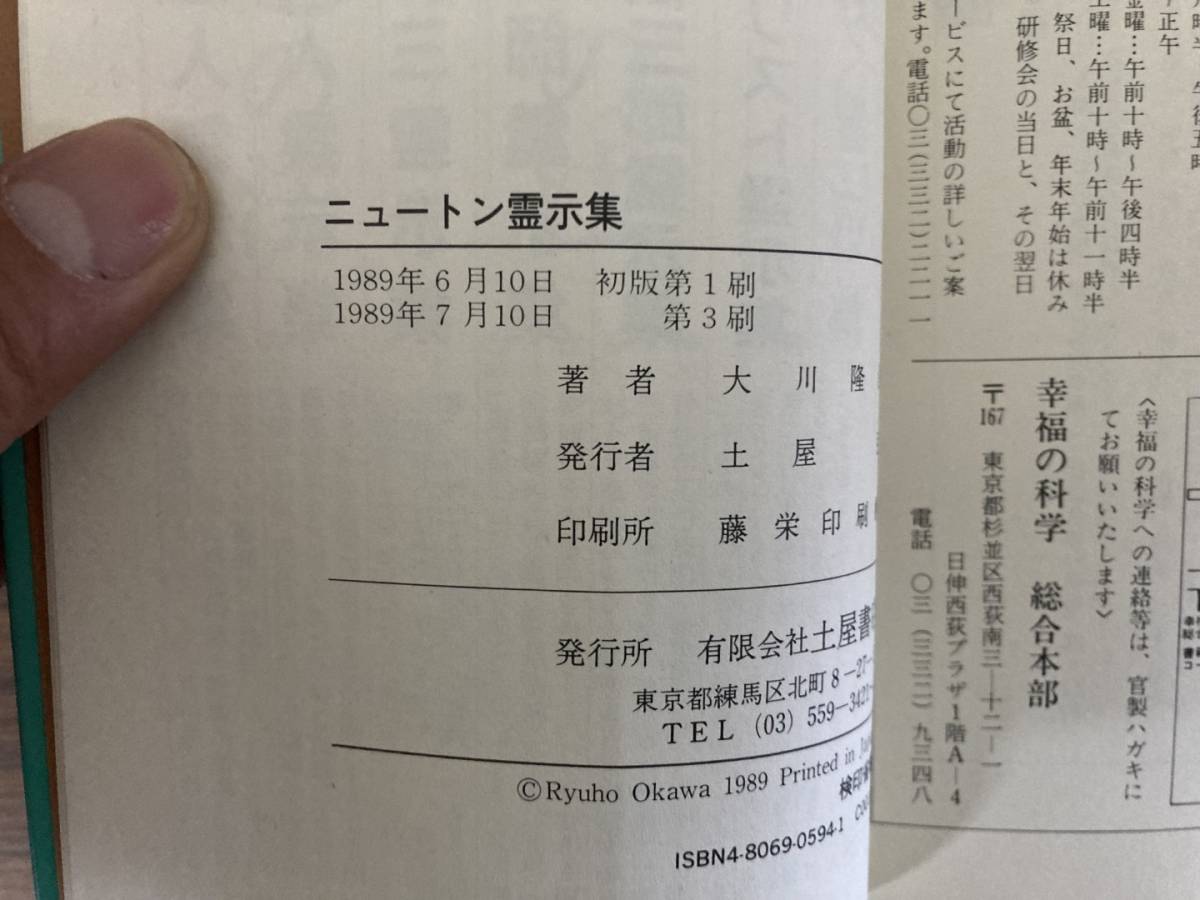 ニュートン霊示集
1989年6月10日 初版第1刷
1989年7月10日 第3刷
著者 大川隆
発行者 土屋
印刷所 藤栄印刷
発行所 有限会社土屋書
東京都練馬区北町8-27-
TEL (03) 559-3421
©Ryuho Okawa 1989 Printed in Ja
検印
ISBN4-8069-0594-1
正午
金曜…午前十時~午後四時半
土曜…午前十時~午前十一時半
祭日、お盆、年末年始は休み
研修会の当日と、その翌日
ービスにて活動の詳しいご案
ます。電話〇三(三三二)二二一一
〈幸福の科学への連絡等は、官製ハガキに
てお願いいたします〉
幸福の科学 総合本部
〒167 東京都杉並区西荻南三―十二―一
日伸西荻プラザ1階A―4
電話 〇三(三三二)九三四八